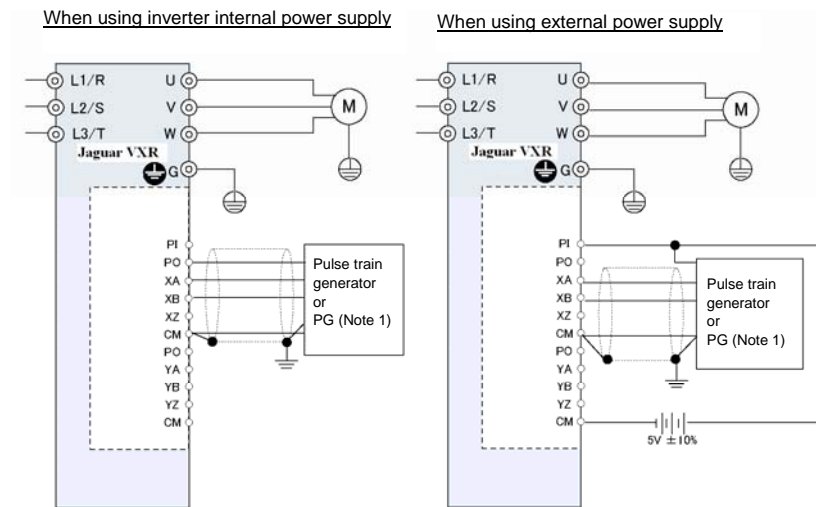 When using inverter internal power supply
L1/R
U
L2/S
V
M
L3/T
W
Jaguar VXR
G
PI
PO
XA
XB
XZ
CM
PO
YA
YB
YZ
CM
Pulse train
generator
or
PG (Note 1)
When using external power supply
L1/R
U
L2/S
V
M
L3/T
W
Jaguar VXR
G
PI
PO
XA
XB
XZ
CM
PO
YA
YB
YZ
CM
Pulse train
generator
or
PG (Note 1)
5V ±10%